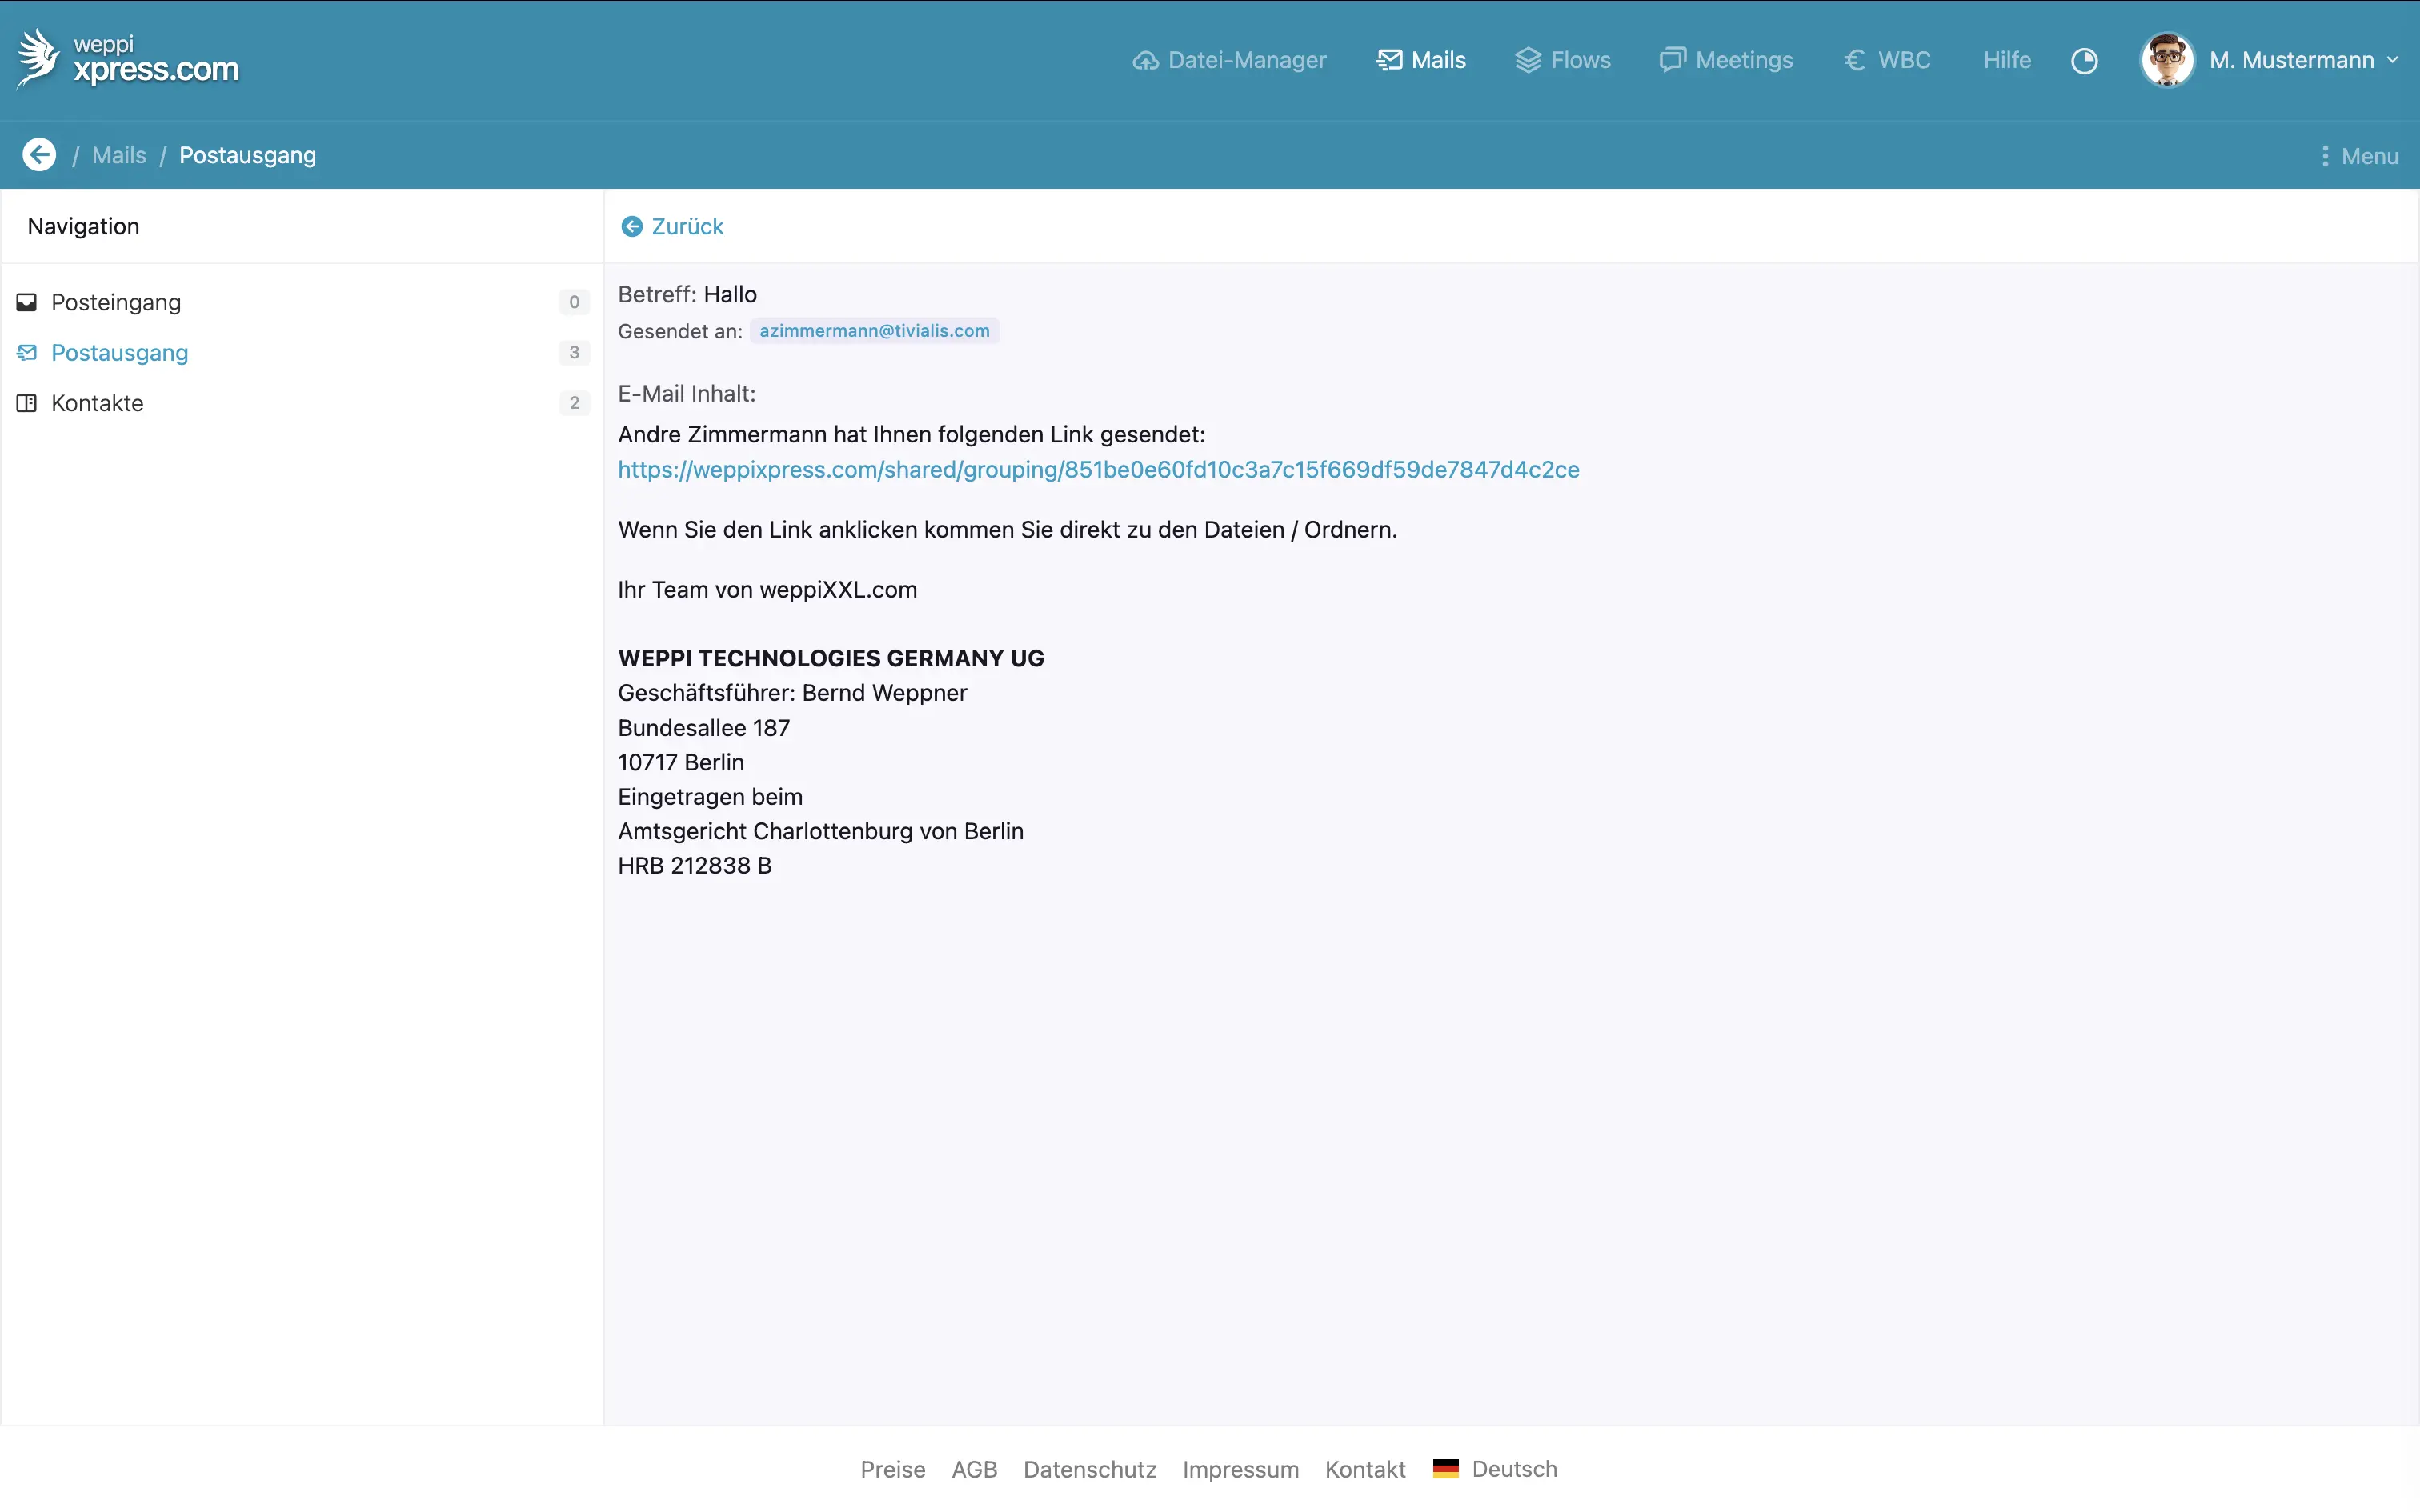 weppi
xpress.com
Datei-Manager
Mails
Flows
Meetings
€ WBC
Hilfe
M. Mustermann
/ Mails / Postausgang
Menu
Navigation
Zurück
Posteingang 0
Postausgang 3
Kontakte 2
Betreff: Hallo
Gesendet an: azimmermann@tivialis.com
E-Mail Inhalt:
Andre Zimmermann hat Ihnen folgenden Link gesendet:
https://weppixpress.com/shared/grouping/851be0e60fd10c3a7c15f669df59de7847d4c2ce
Wenn Sie den Link anklicken kommen Sie direkt zu den Dateien / Ordnern.
Ihr Team von weppiXXL.com
WEPPI TECHNOLOGIES GERMANY UG
Geschäftsführer: Bernd Weppner
Bundesallee 187
10717 Berlin
Eingetragen beim
Amtsgericht Charlottenburg von Berlin
HRB 212838 B
Preise AGB Datenschutz Impressum Kontakt Deutsch